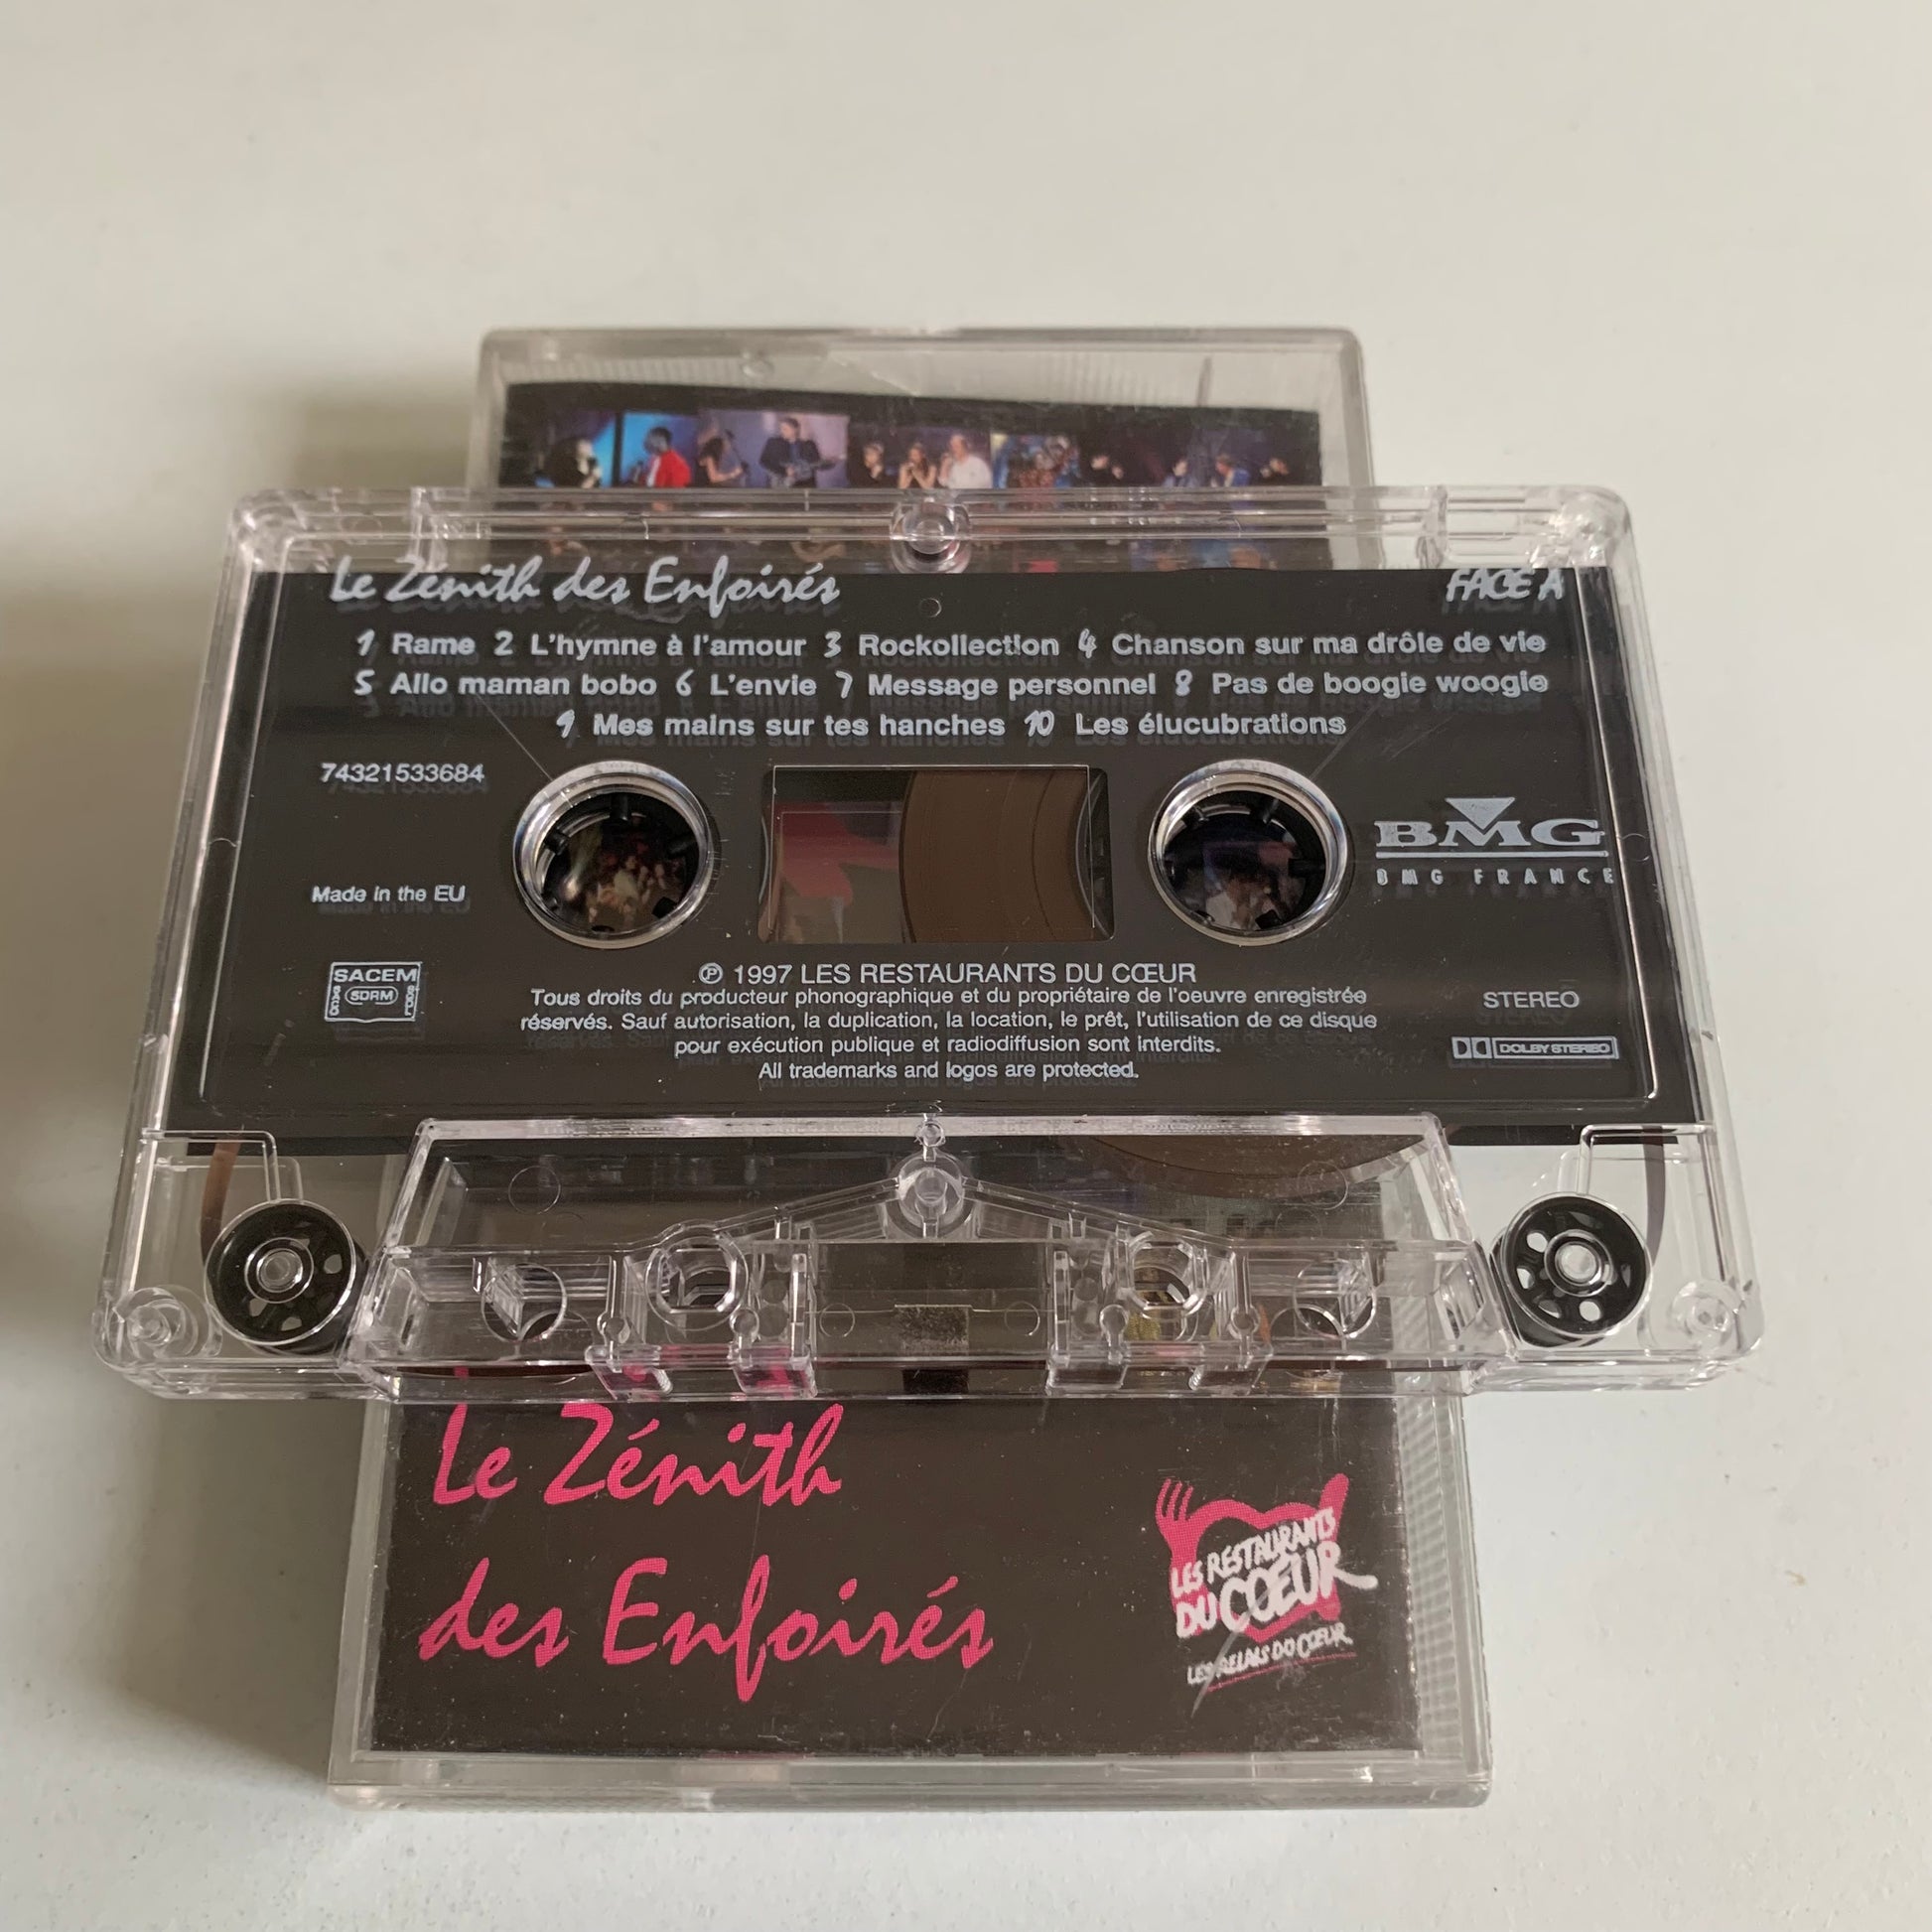 Le Zénith des Enfoirés FACE A
1 Rame 2 L'hymne à l'amour 3 Rockollection 4 Chanson sur ma drôle de vie
5 Allo maman bobo 6 L'envie 7 Message personnel 8 Pas de boogie woogie
9 Mes mains sur tes hanches 10 Les élucubrations
74321533684
BMG
BMG FRANCE
Made in the EU
SACEM
SDRM
SACD
SGDL
℗ 1997 LES RESTAURANTS DU CŒUR
Tous droits du producteur phonographique et du propriétaire de l'oeuvre enregistrée
réservés. Sauf autorisation, la duplication, la location, le prêt, l'utilisation de ce disque
pour exécution publique et radiodiffusion sont interdits.
All trademarks and logos are protected.
STEREO
DOLBY STEREO
Le Zénith
des Enfoirés
LES RESTAURANTS
DU CŒUR
LES RELAIS DU CŒUR